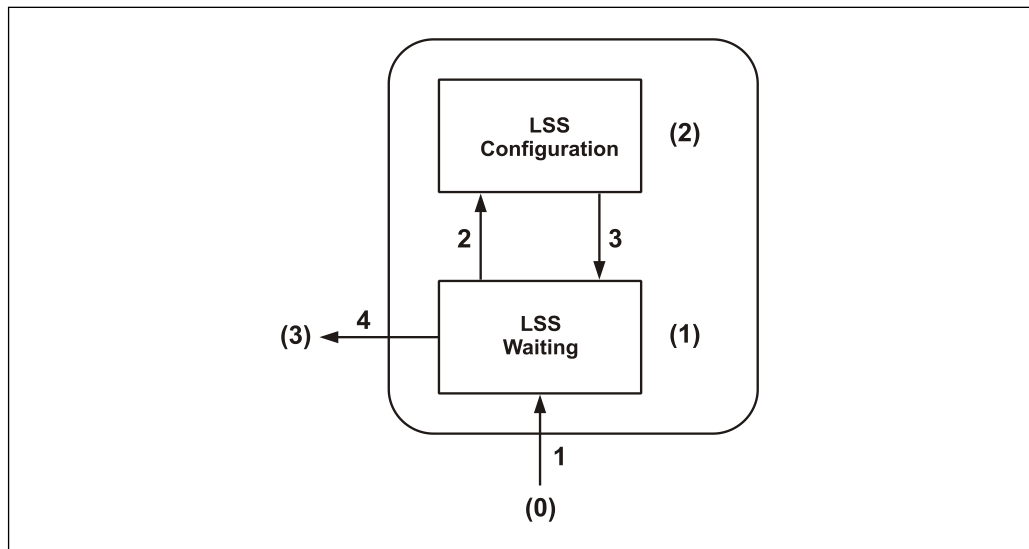 LSS
Configuration
(2)
2
3
4
(3)
LSS
Waiting
(1)
1
(0)